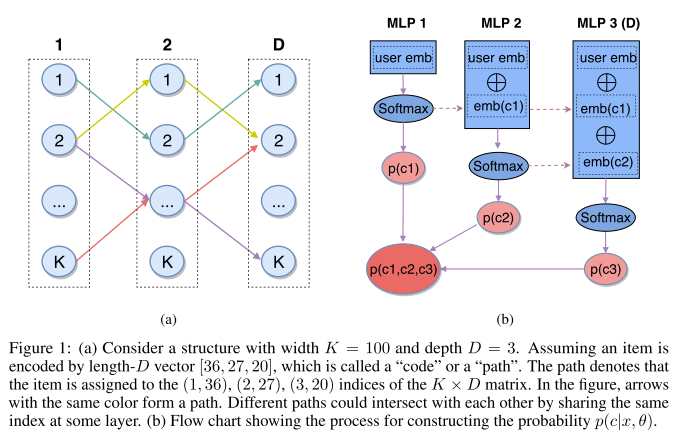 1 2 D
1 1 1
2 2 2
... ... ...
K K K
(a)
MLP 1 MLP 2 MLP 3 (D)
user emb user emb user emb
emb(c1) emb(c1)
Softmax
emb(c2)
Softmax
p(c1)
p(c2) Softmax
p(c1,c2,c3) p(c3)
(b)
Figure 1: (a) Consider a structure with width K = 100 and depth D = 3. Assuming an item is
encoded by length-D vector [36, 27, 20], which is called a “code” or a “path”. The path denotes that
the item is assigned to the (1, 36), (2, 27), (3, 20) indices of the K × D matrix. In the figure, arrows
with the same color form a path. Different paths could intersect with each other by sharing the same
index at some layer. (b) Flow chart showing the process for constructing the probability p(c|x, θ).